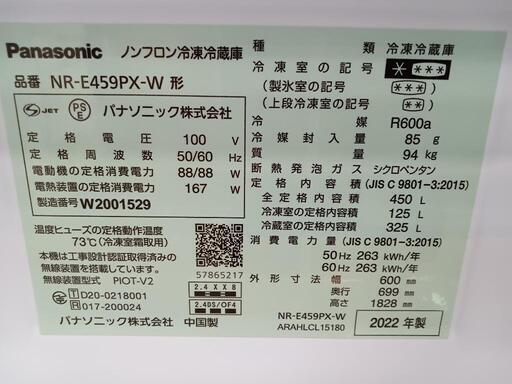 Panasonic ノンフロン冷凍冷蔵庫
品番 NR-E459PX-W 形
JET PSE パナソニック株式会社
定格電圧 100 V
定格周波数 50/60 Hz
電動機の定格消費電力 88/88 W
電熱装置の定格消費電力 167 W
製造番号 W2001529
温度ヒューズの定格動作温度
73℃(冷凍室霜取用)
本機は工事設計認証取得済みの
無線装置を搭載しています。
無線装置型式 PIOT-V2
T D20-0218001
R 017-200024
57865217
2.4 X X 8
2.4DS/OF4
パナソニック株式会社 中国製
種類 冷凍冷蔵庫
冷凍室の記号 ****
(製氷室の記号) **
(上段冷凍室の記号) **
冷媒 R600a
冷媒封入量 85 g
質量 94 kg
断熱発泡ガス シクロペンタン
定格内容積 (JIS C 9801-3:2015)
全定格内容積 450 L
冷凍室の定格内容積 125 L
冷蔵室の定格内容積 325 L
消費電力量 (JIS C 9801-3:2015)
50Hz 263 kWh/年
60Hz 263 kWh/年
外形寸法 幅 600 mm
奥行 699 mm
高さ 1828 mm
NR-E459PX-W
ARAHLCL15180
2022 年製